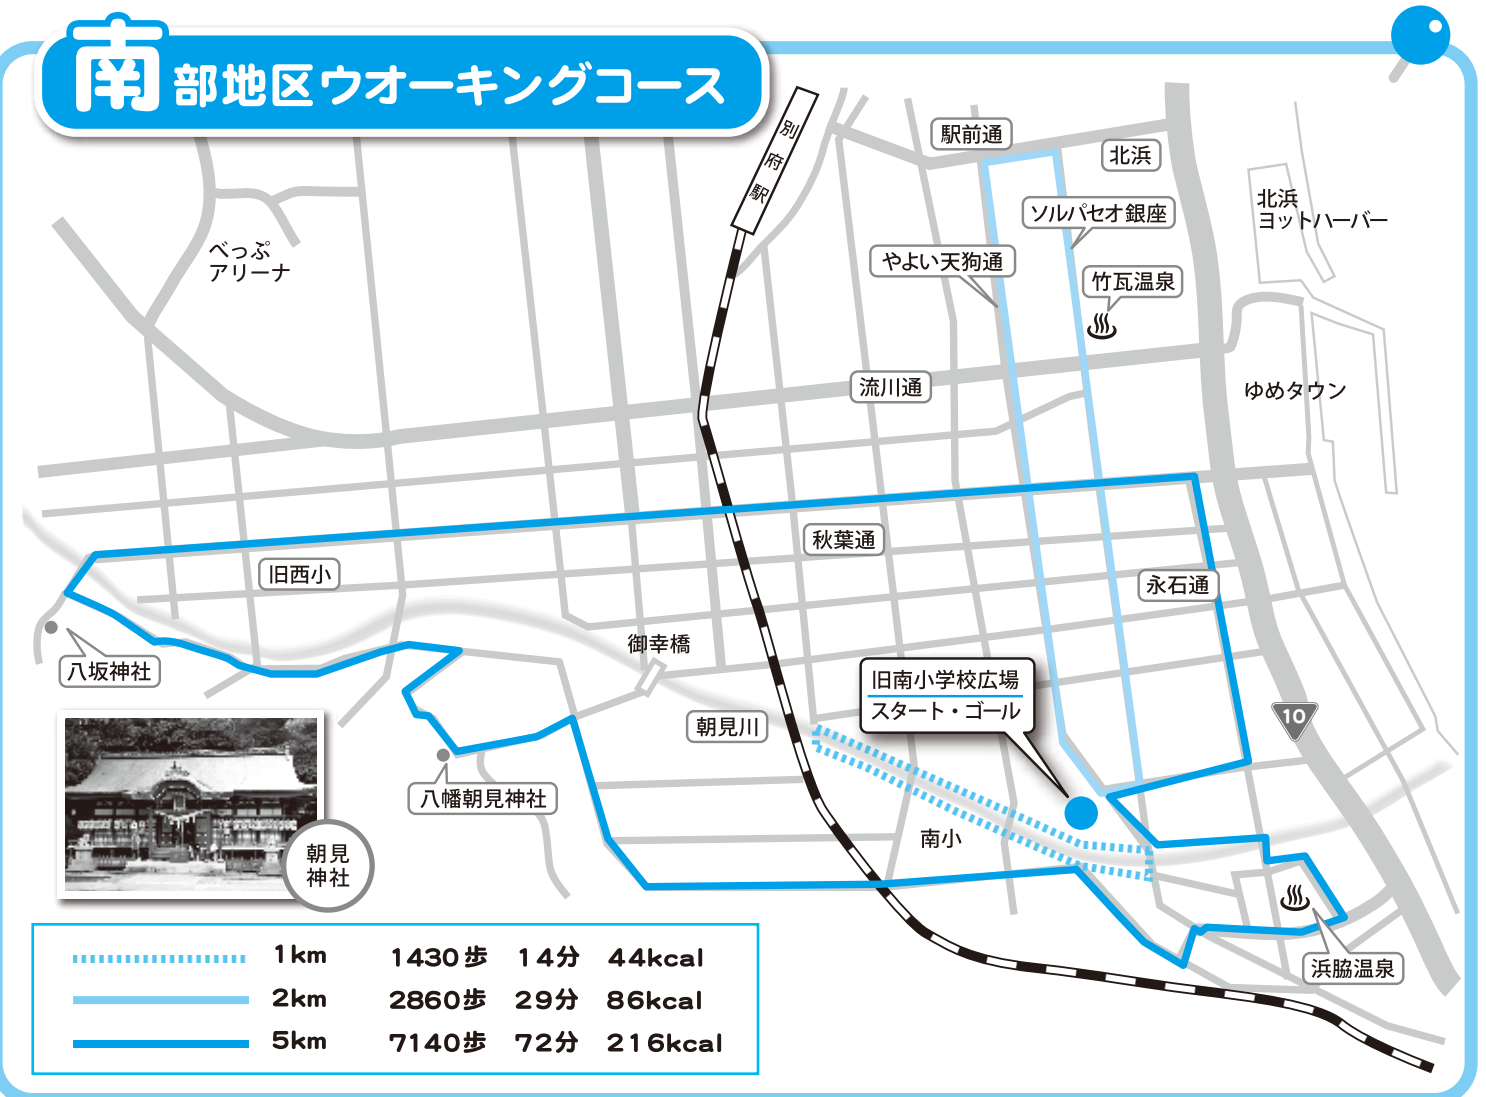 南部地区ウオーキングコース
別府駅
駅前通
北浜
北浜
ヨットハーバー
ソルパセオ銀座
べっぷ
アリーナ
やよい天狗通
竹瓦温泉
流川通
ゆめタウン
秋葉通
旧西小
永石通
御幸橋
八坂神社
旧南小学校広場
スタート・ゴール
朝見川
10
八幡朝見神社
南小
朝見
神社
浜脇温泉
1km 1430歩 14分 44kcal
2km 2860歩 29分 86kcal
5km 7140歩 72分 216kcal